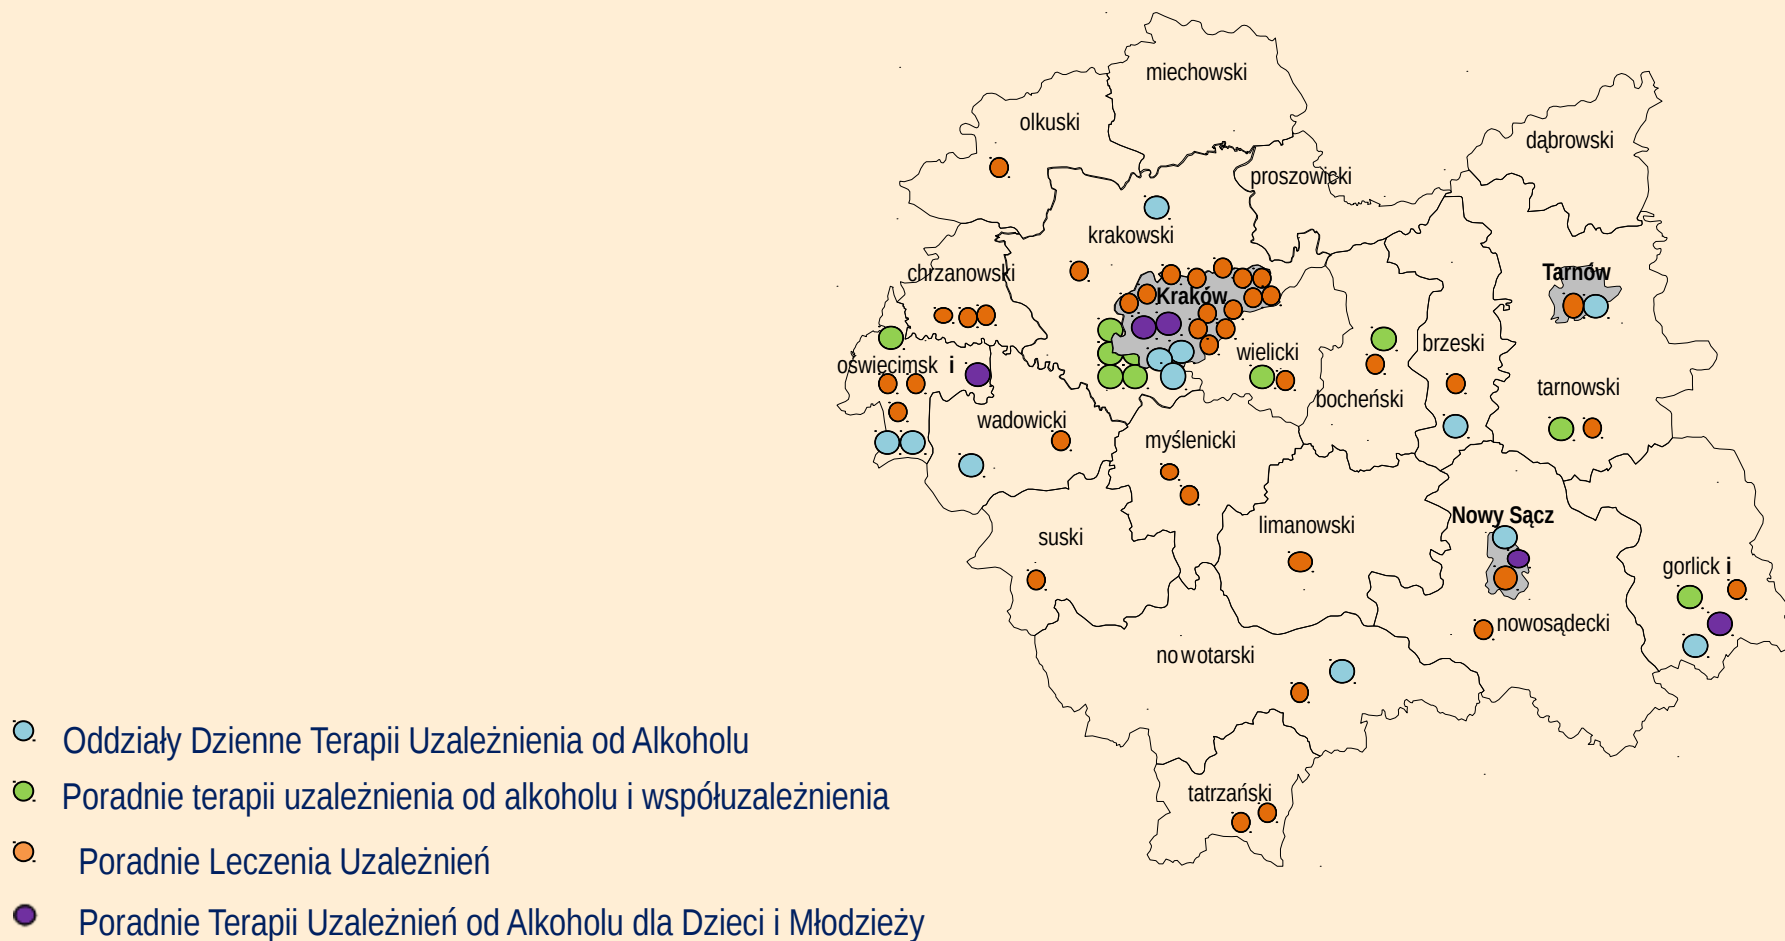 miechowski
olkuski
dąbrowski
proszowicki
krakowski
chrzanowski
Tarnów
Kraków
brzeski
wielicki
oświęcimsk i
tarnowski
bocheński
wadowicki
myślenicki
Nowy Sącz
limanowski
suski
gorlick i
nowosądecki
nowotarski
Oddziały Dzienne Terapii Uzależnienia od Alkoholu
tatrzański
Poradnie terapii uzależnienia od alkoholu i współuzależnienia
Poradnie Leczenia Uzależnień
Poradnie Terapii Uzależnień od Alkoholu dla Dzieci i Młodzieży